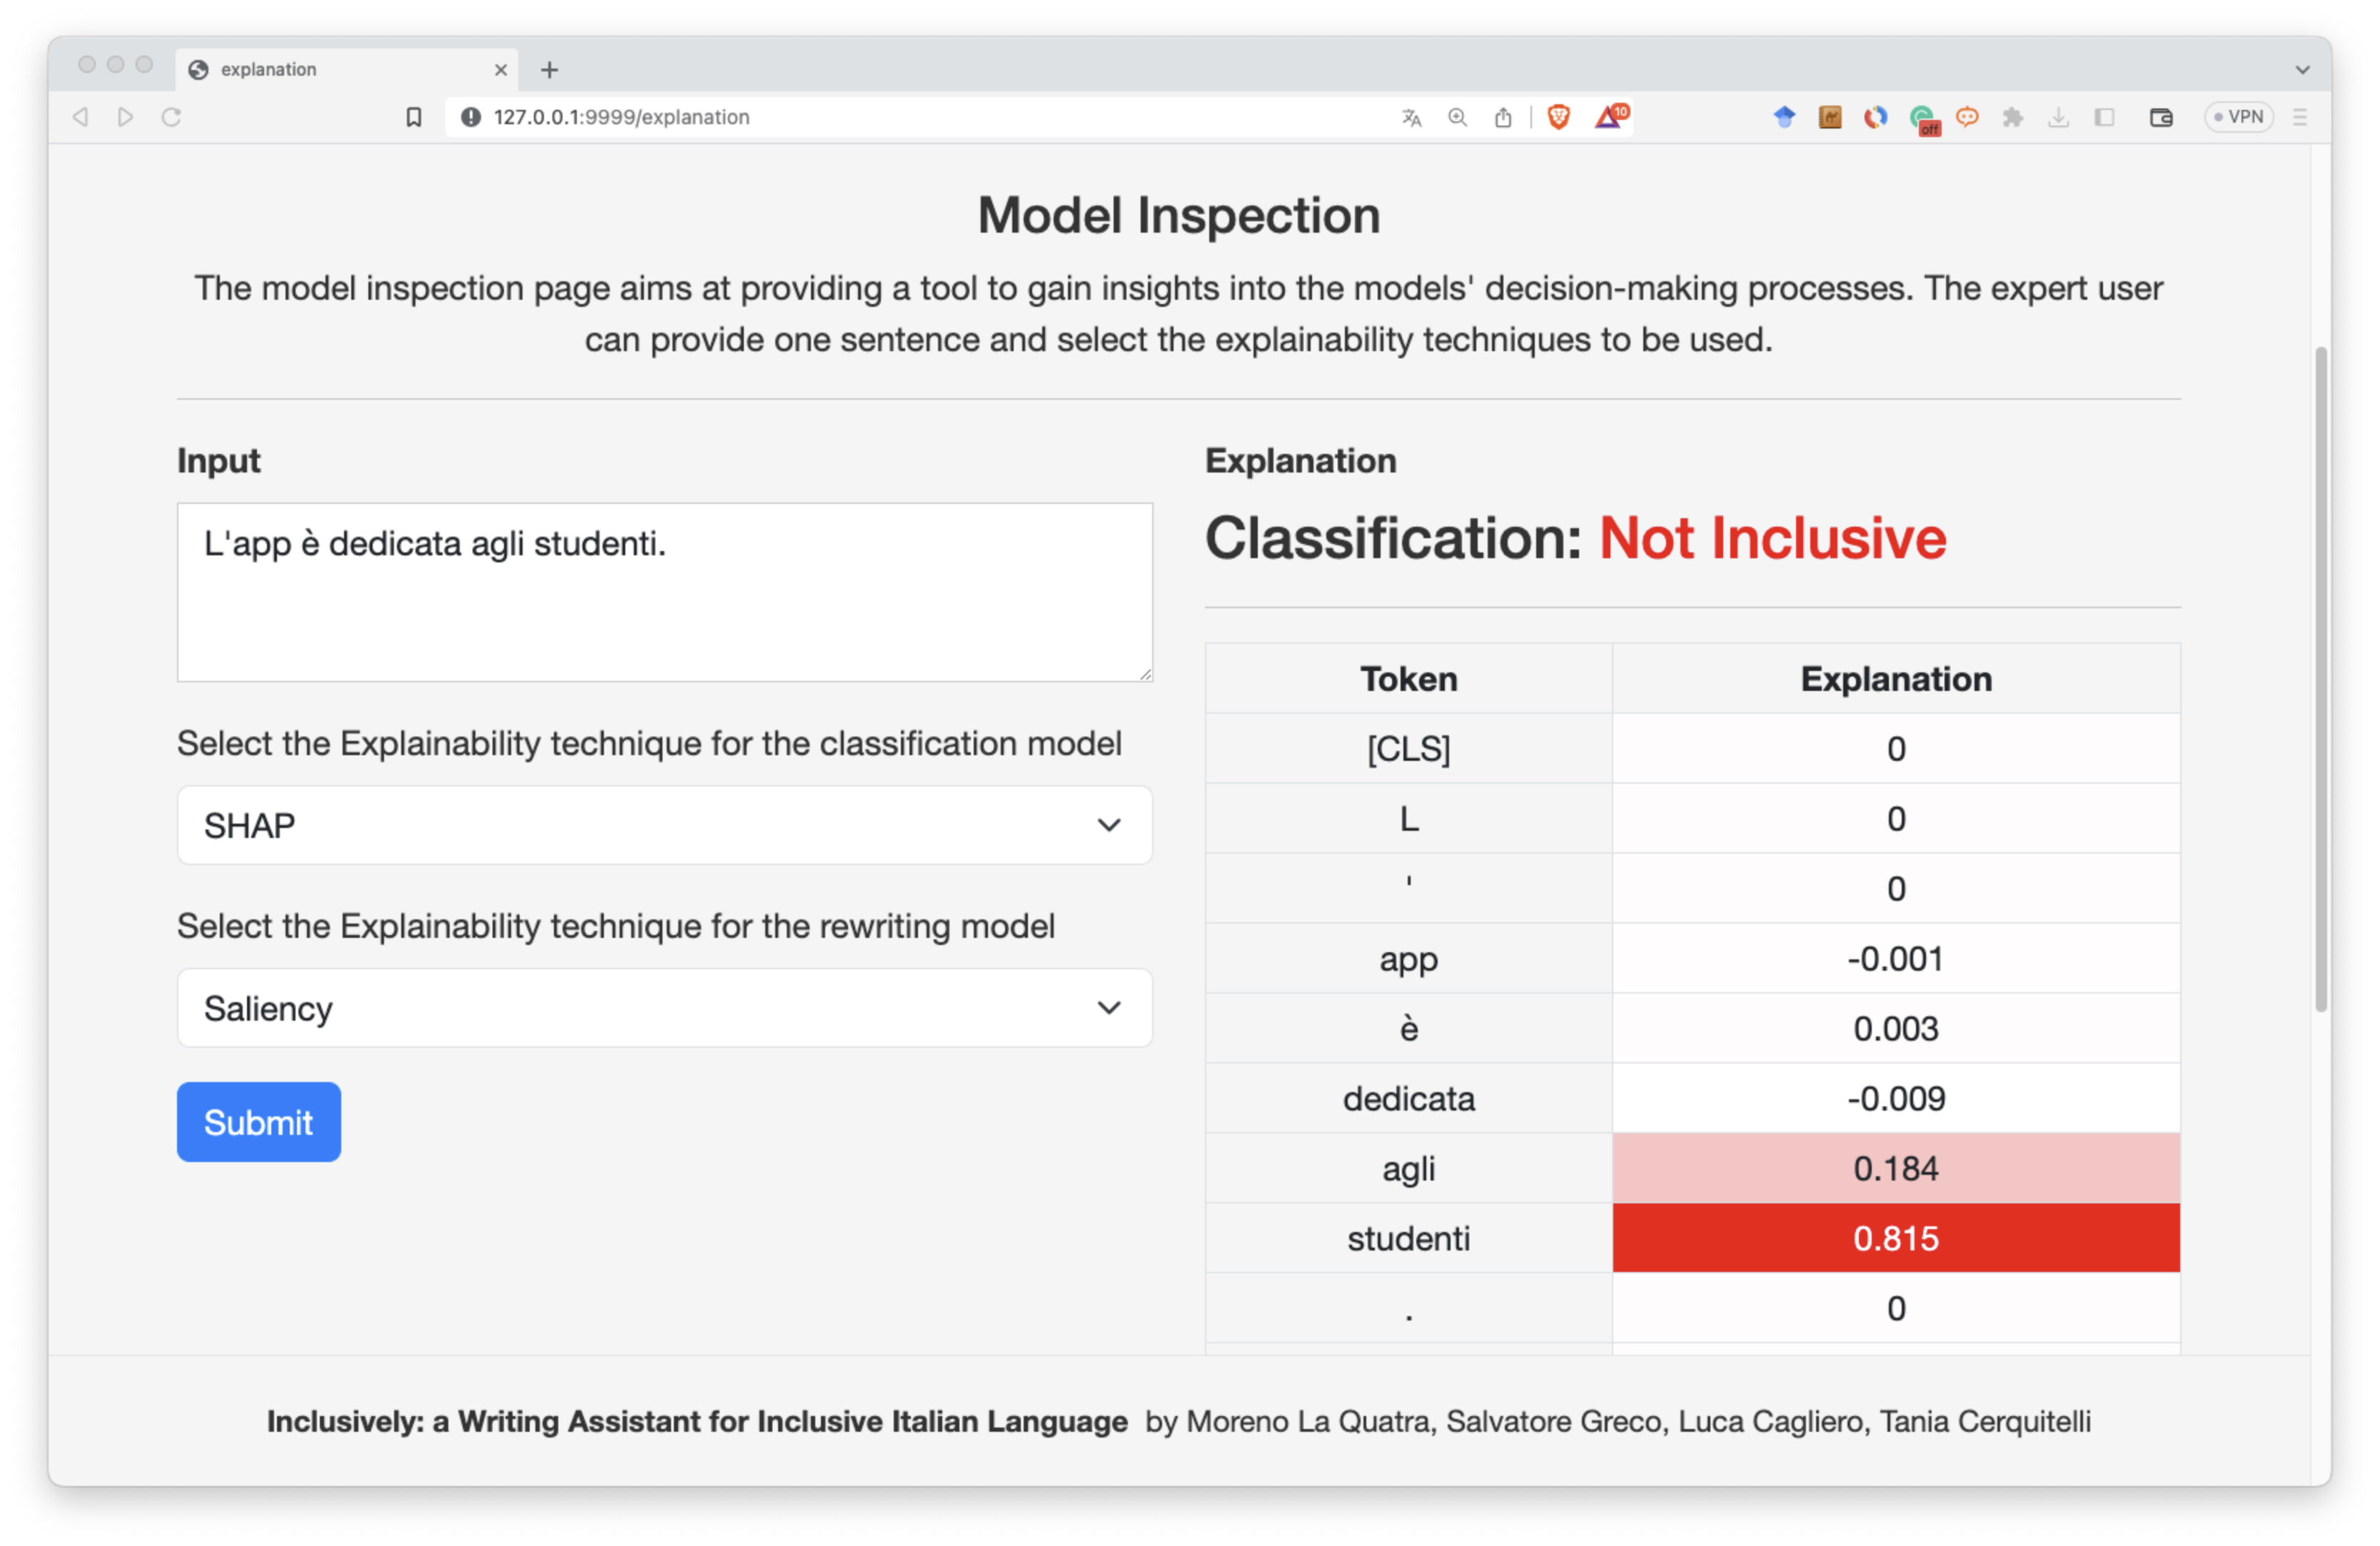 explanation
127.0.0.1:9999/explanation
10
off
VPN
Model Inspection
The model inspection page aims at providing a tool to gain insights into the models' decision-making processes. The expert user
can provide one sentence and select the explainability techniques to be used.
Input
L'app è dedicata agli studenti.
Select the Explainability technique for the classification model
SHAP
Select the Explainability technique for the rewriting model
Saliency
Submit
Explanation
Classification: Not Inclusive
Token Explanation
[CLS] 0
L 0
' 0
app -0.001
è 0.003
dedicata -0.009
agli 0.184
studenti 0.815
. 0
Inclusively: a Writing Assistant for Inclusive Italian Language by Moreno La Quatra, Salvatore Greco, Luca Cagliero, Tania Cerquitelli